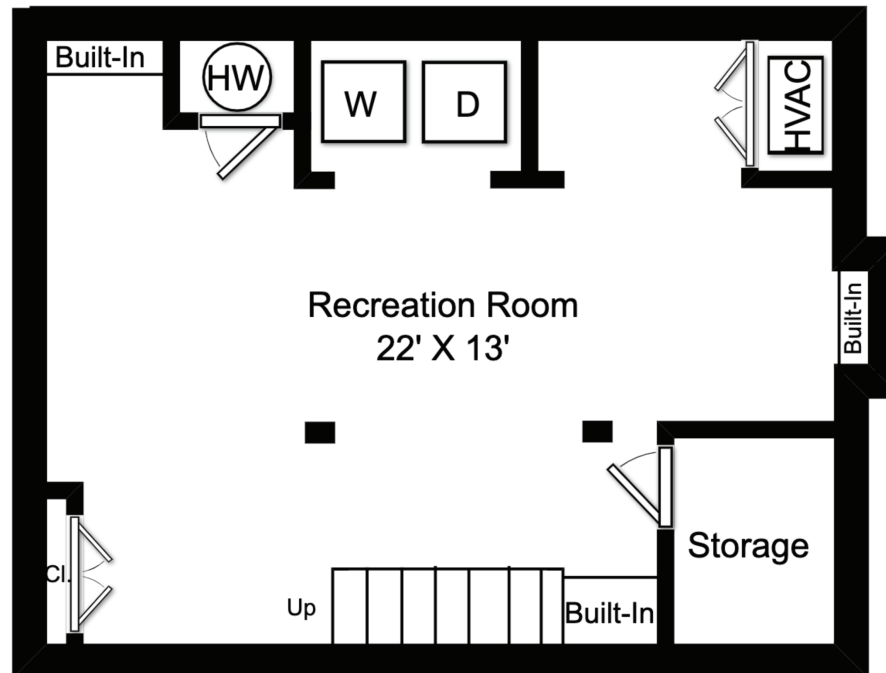 Built-In
HW
W
D
HVAC
Recreation Room
22' X 13'
Built-In
Cl.
Up
Built-In
Storage